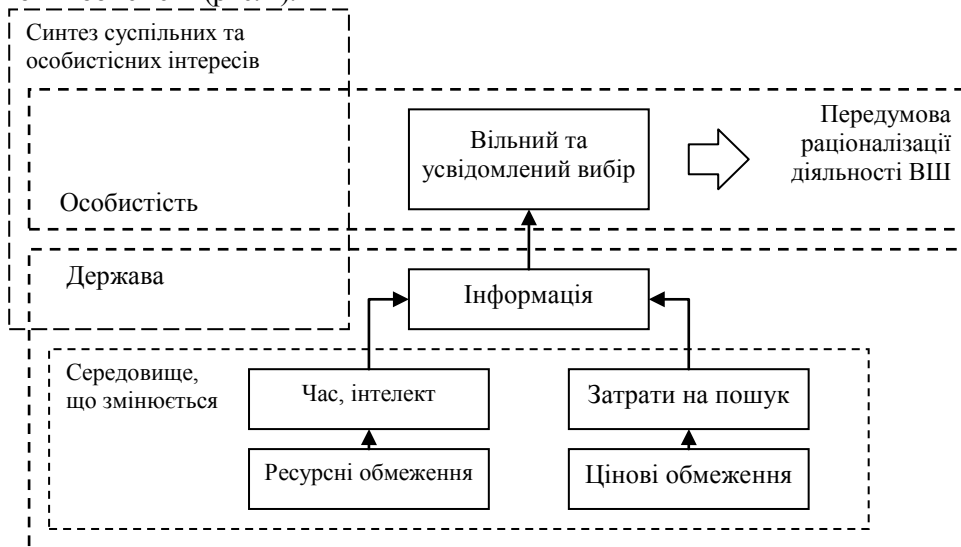 Синтез суспільних та
особистісних інтересів
Вільний та
усвідомлений вибір
Передумова
раціоналізації
діяльності ВШ
Особистість
Держава
Інформація
Середовище,
що змінюється
Час, інтелект
Затрати на пошук
Ресурсні обмеження
Цінові обмеження